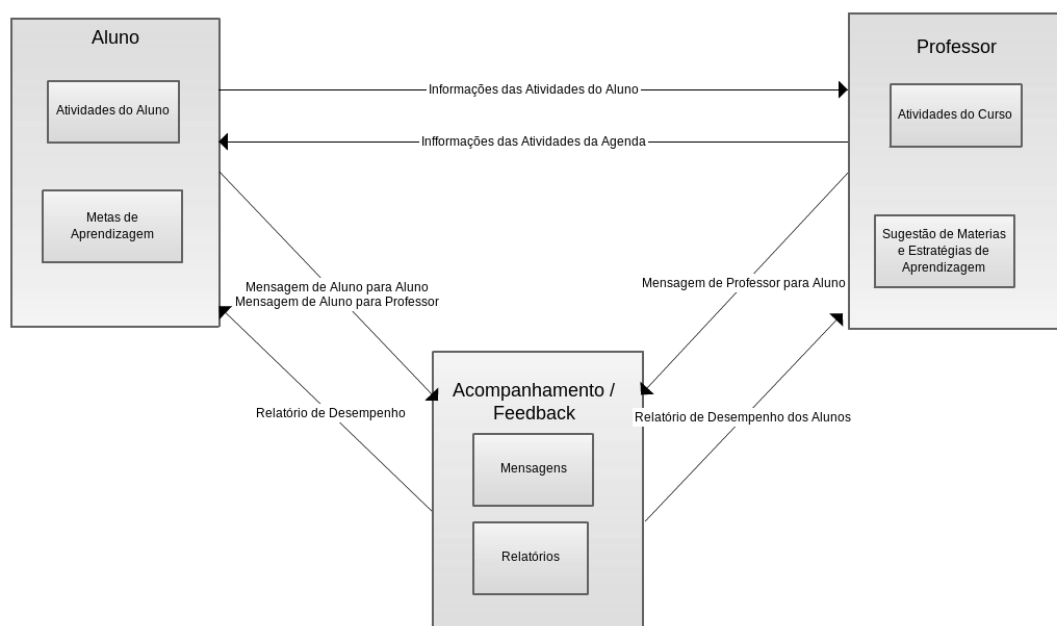 Aluno
Professor
Informações das Atividades do Aluno
Atividades do Aluno
Atividades do Curso
Infformações das Atividades da Agenda
Metas de
Aprendizagem
Sugestão de Materias
e Estratégias de
Aprendizagem
Mensagem de Aluno para Aluno
Mensagem de Aluno para Professor
Mensagem de Professor para Aluno
Acompanhamento /
Feedback
Relatório de Desempenho
Relatório de Desempenho dos Alunos
Mensagens
Relatórios